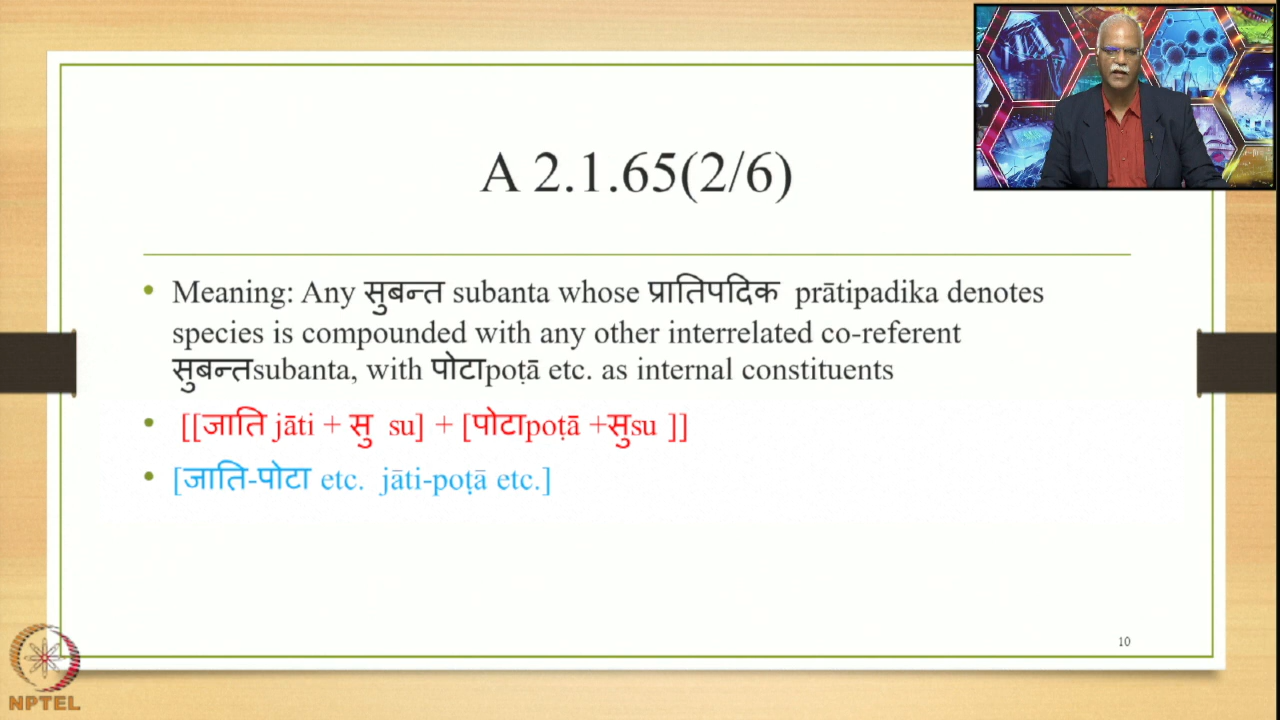 A 2.1.65(2/6)
• Meaning: Any सुबन्त subanta whose प्रातिपदिक prātipadika denotes
species is compounded with any other interrelated co-referent
सुबन्तsubanta, with पोटाpoṭā etc. as internal constituents
• [[जाति jāti + सु su] + [पोटाpoṭā +सुsu ]]
• [जाति-पोटा etc. jāti-poṭā etc.]
10
NPTEL